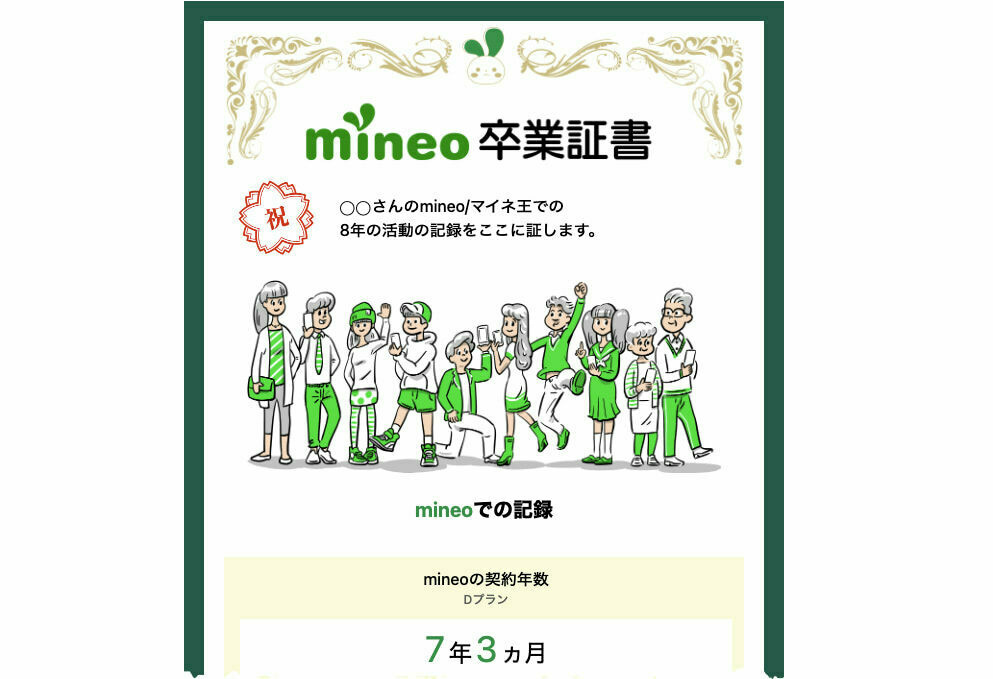 mineo 卒業証書
祝
○○さんのmineo/マイネ王での
8年の活動の記録をここに証します。
mineoでの記録
mineoの契約年数
Dプラン
7年3ヵ月